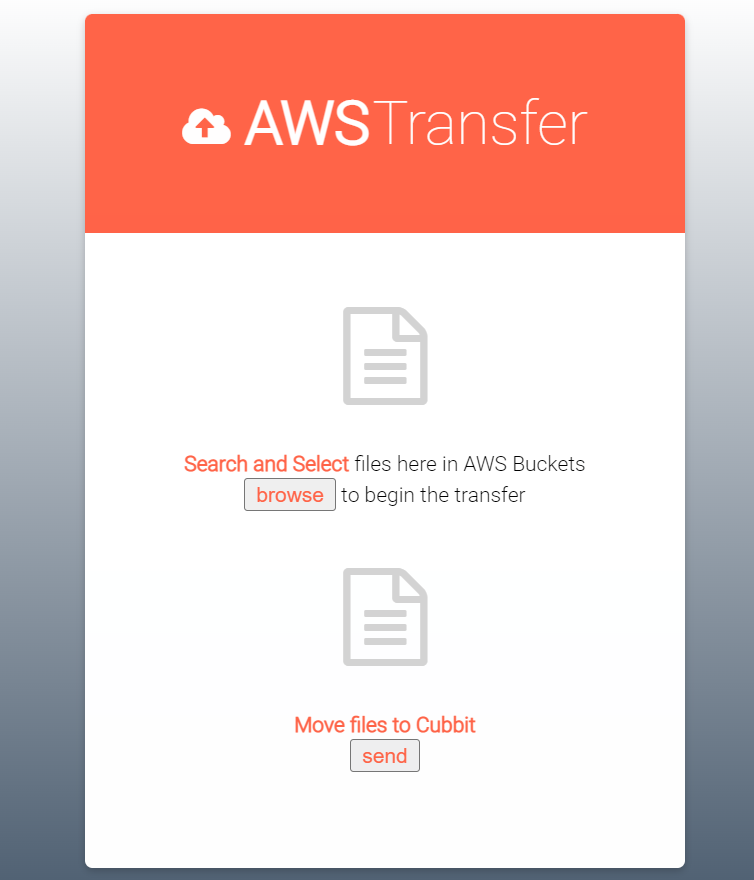 AWSTransfer
Search and Select files here in AWS Buckets
browse to begin the transfer
Move files to Cubbit
send